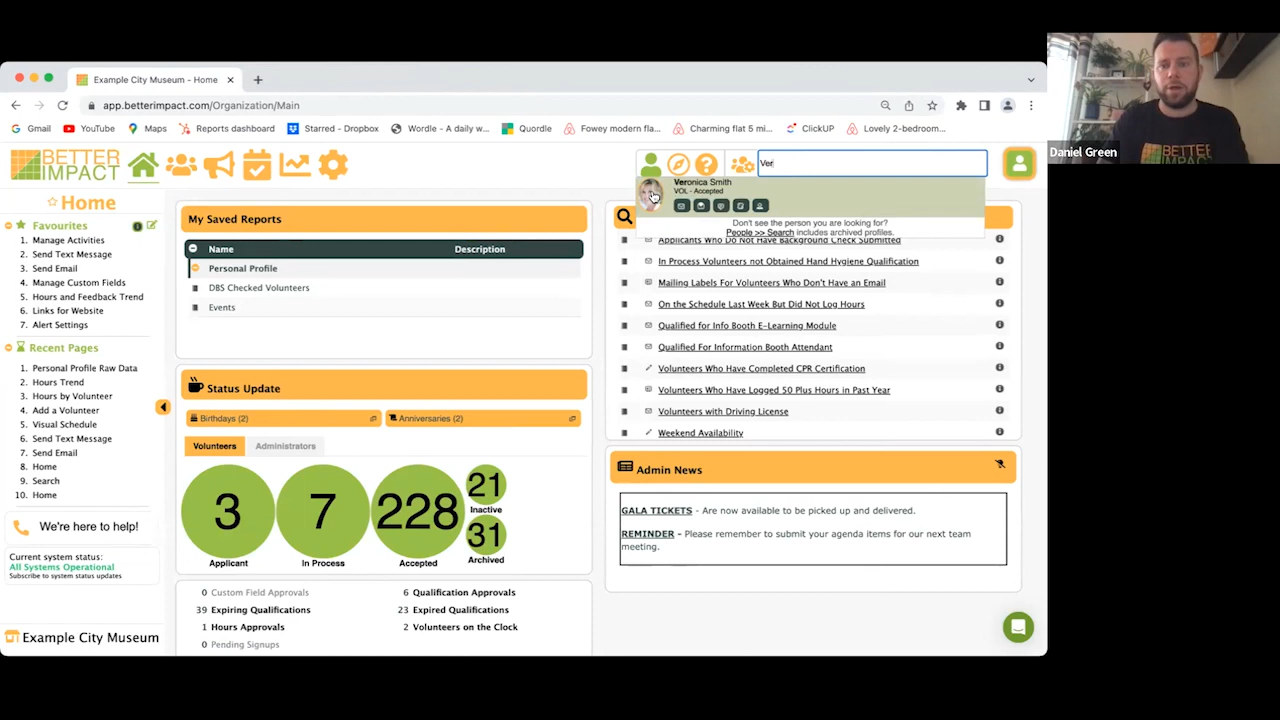 Example City Museum - Home
app.betterimpact.com/Organization/Main
Gmail
YouTube
Maps
Reports dashboard
Starred - Dropbox
Wordle - A daily w...
Quordle
Fowey modern fla...
Charming flat 5 mi...
ClickUP
Lovely 2-bedroom...
Daniel Green
BETTER
IMPACT
Ver
Veronica Smith
VOL - Accepted
Don't see the person you are looking for?
People >> Search includes archived profiles.
Home
Favourites
1. Manage Activities
2. Send Text Message
3. Send Email
4. Manage Custom Fields
5. Hours and Feedback Trend
6. Links for Website
7. Alert Settings
Recent Pages
1. Personal Profile Raw Data
2. Hours Trend
3. Hours by Volunteer
4. Add a Volunteer
5. Visual Schedule
6. Send Text Message
7. Send Email
8. Home
9. Search
10. Home
We're here to help!
Current system status:
All Systems Operational
Subscribe to system status updates
Example City Museum
My Saved Reports
Name Description
Personal Profile
DBS Checked Volunteers
Events
Status Update
Birthdays (2)
Anniversaries (2)
Volunteers
Administrators
3
Applicant
7
In Process
228
Accepted
21
Inactive
31
Archived
0 Custom Field Approvals
39 Expiring Qualifications
1 Hours Approvals
0 Pending Signups
6 Qualification Approvals
23 Expired Qualifications
2 Volunteers on the Clock
Applicants Who Do Not Have Background Check Submitted
In Process Volunteers not Obtained Hand Hygiene Qualification
Mailing Labels For Volunteers Who Don't Have an Email
On the Schedule Last Week But Did Not Log Hours
Qualified for Info Booth E-Learning Module
Qualified For Information Booth Attendant
Volunteers Who Have Completed CPR Certification
Volunteers Who Have Logged 50 Plus Hours in Past Year
Volunteers with Driving License
Weekend Availability
Admin News
GALA TICKETS - Are now available to be picked up and delivered.
REMINDER - Please remember to submit your agenda items for our next team
meeting.